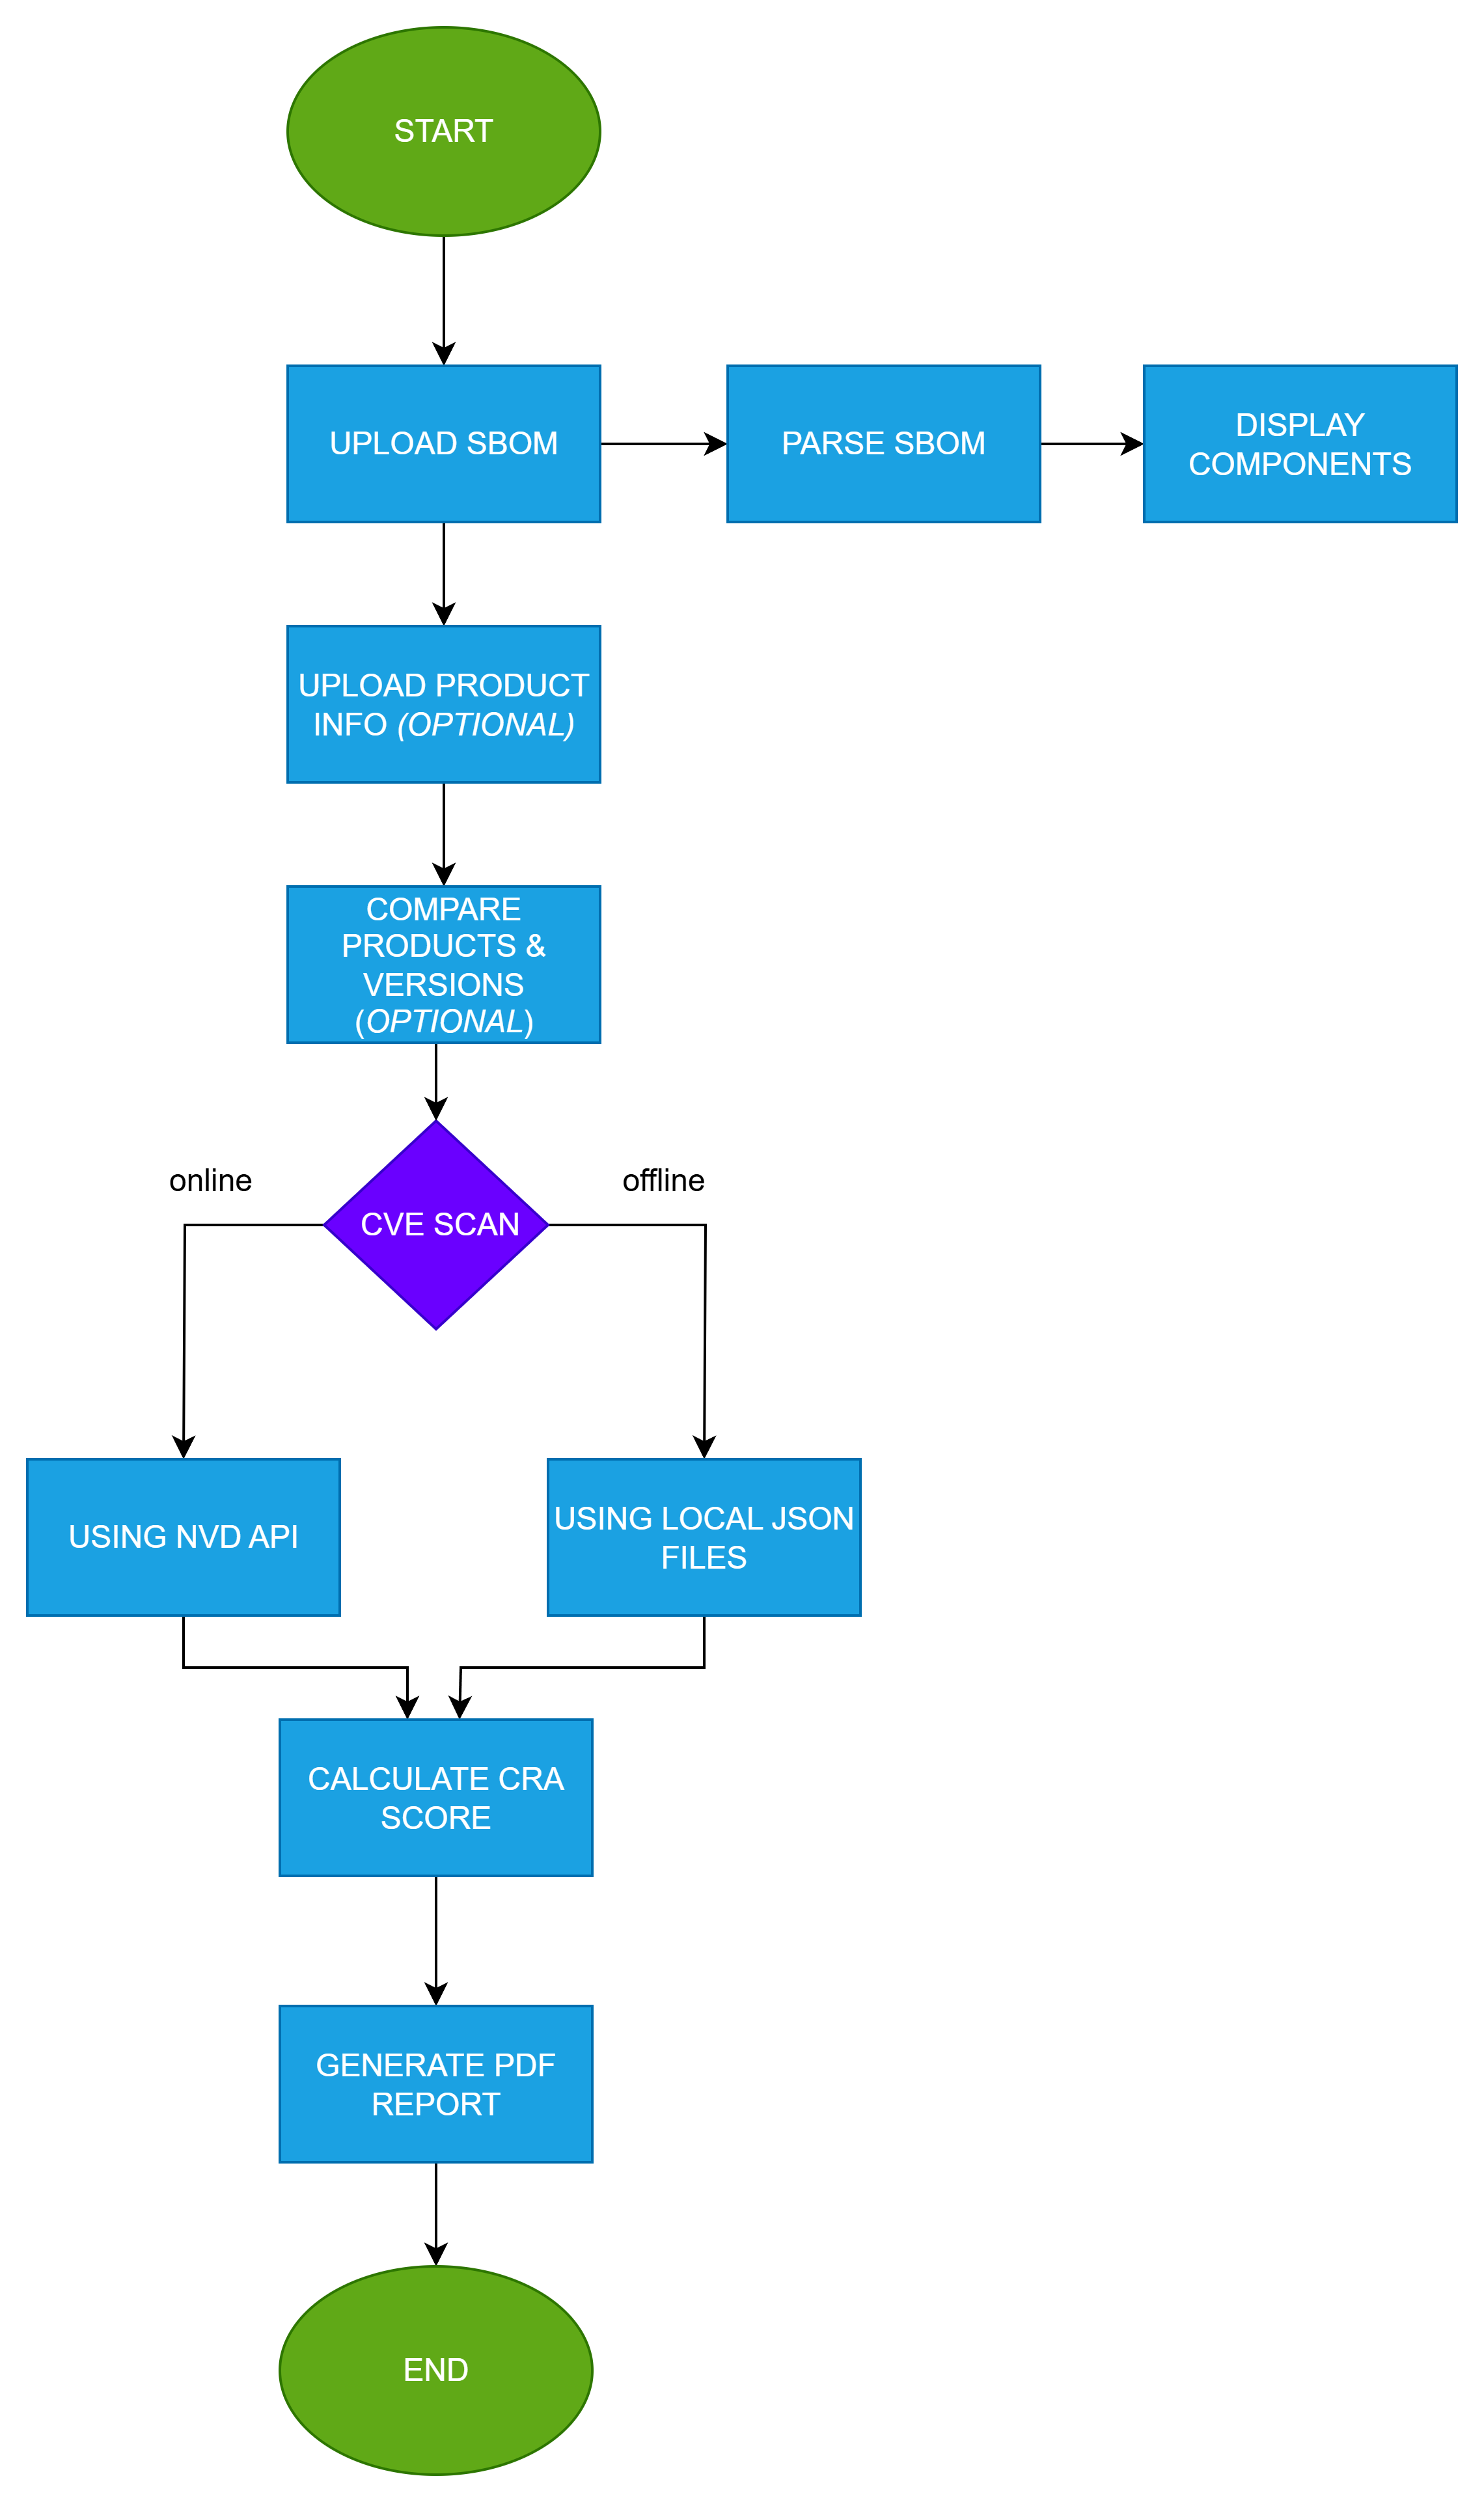 START
UPLOAD SBOM
PARSE SBOM
DISPLAY
COMPONENTS
UPLOAD PRODUCT
INFO (OPTIONAL)
COMPARE
PRODUCTS &
VERSIONS
(OPTIONAL)
online
offline
CVE SCAN
USING NVD API
USING LOCAL JSON
FILES
CALCULATE CRA
SCORE
GENERATE PDF
REPORT
END